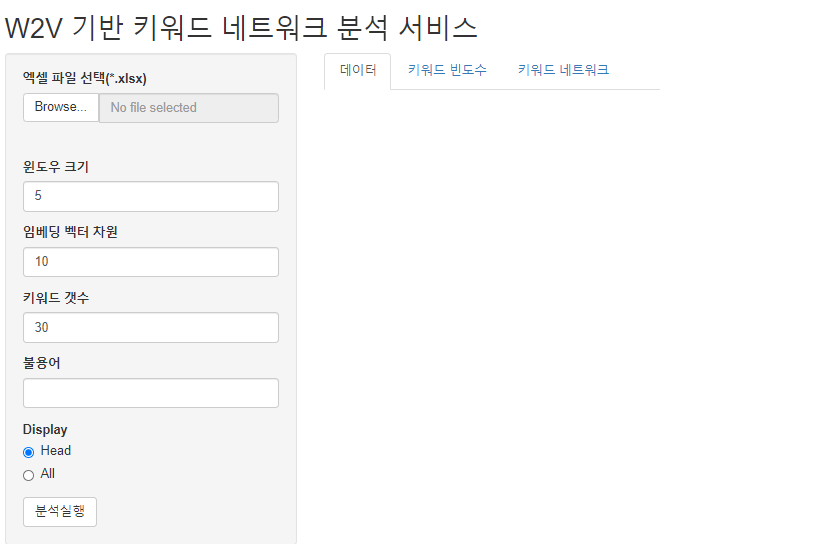 W2V 기반 키워드 네트워크 분석 서비스
엑셀 파일 선택(*.xlsx)
Browse... No file selected
윈도우 크기
5
임베딩 벡터 차원
10
키워드 갯수
30
불용어
Display
Head
All
분석실행
데이터 키워드 빈도수 키워드 네트워크